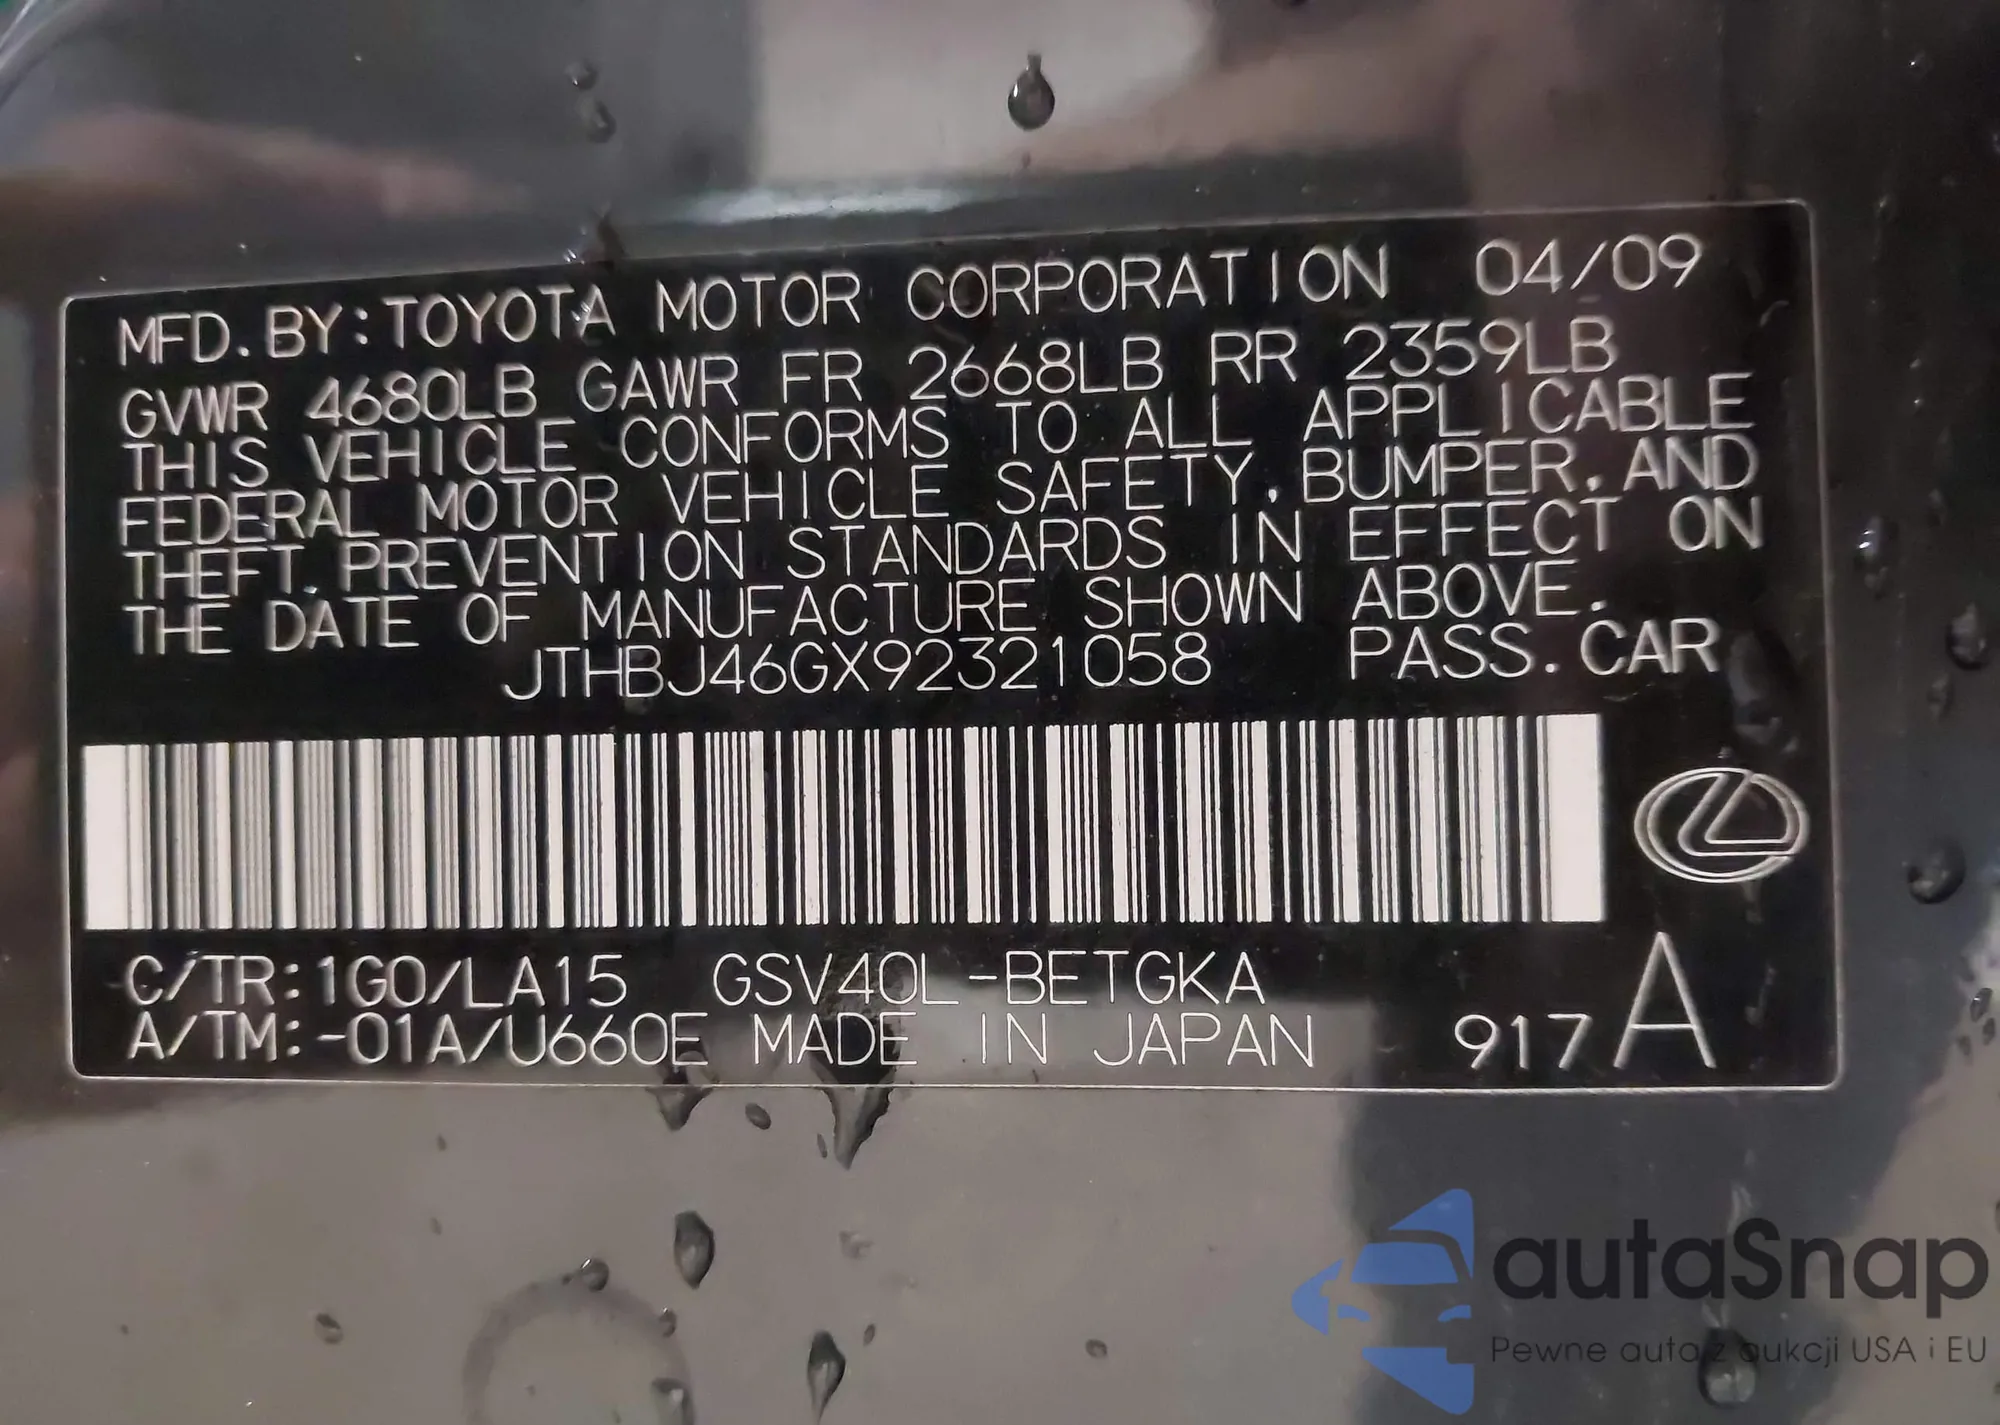 MFD. BY: TOYOTA MOTOR CORPORATION 04/09
GVWR 4680LB GAWR FR 2668LB RR 2359LB
THIS VEHICLE CONFORMS TO ALL APPLICABLE
FEDERAL MOTOR VEHICLE SAFETY, BUMPER, AND
THEFT PREVENTION STANDARDS IN EFFECT ON
THE DATE OF MANUFACTURE SHOWN ABOVE.
JTHBJ46GX92321058 PASS. CAR
C/TR: 1G0/LA15 GSV40L-BETGKA
A/TM: -01A/U660E MADE IN JAPAN 917 A
autaSnap
Pewne auta z aukcji USA i EU